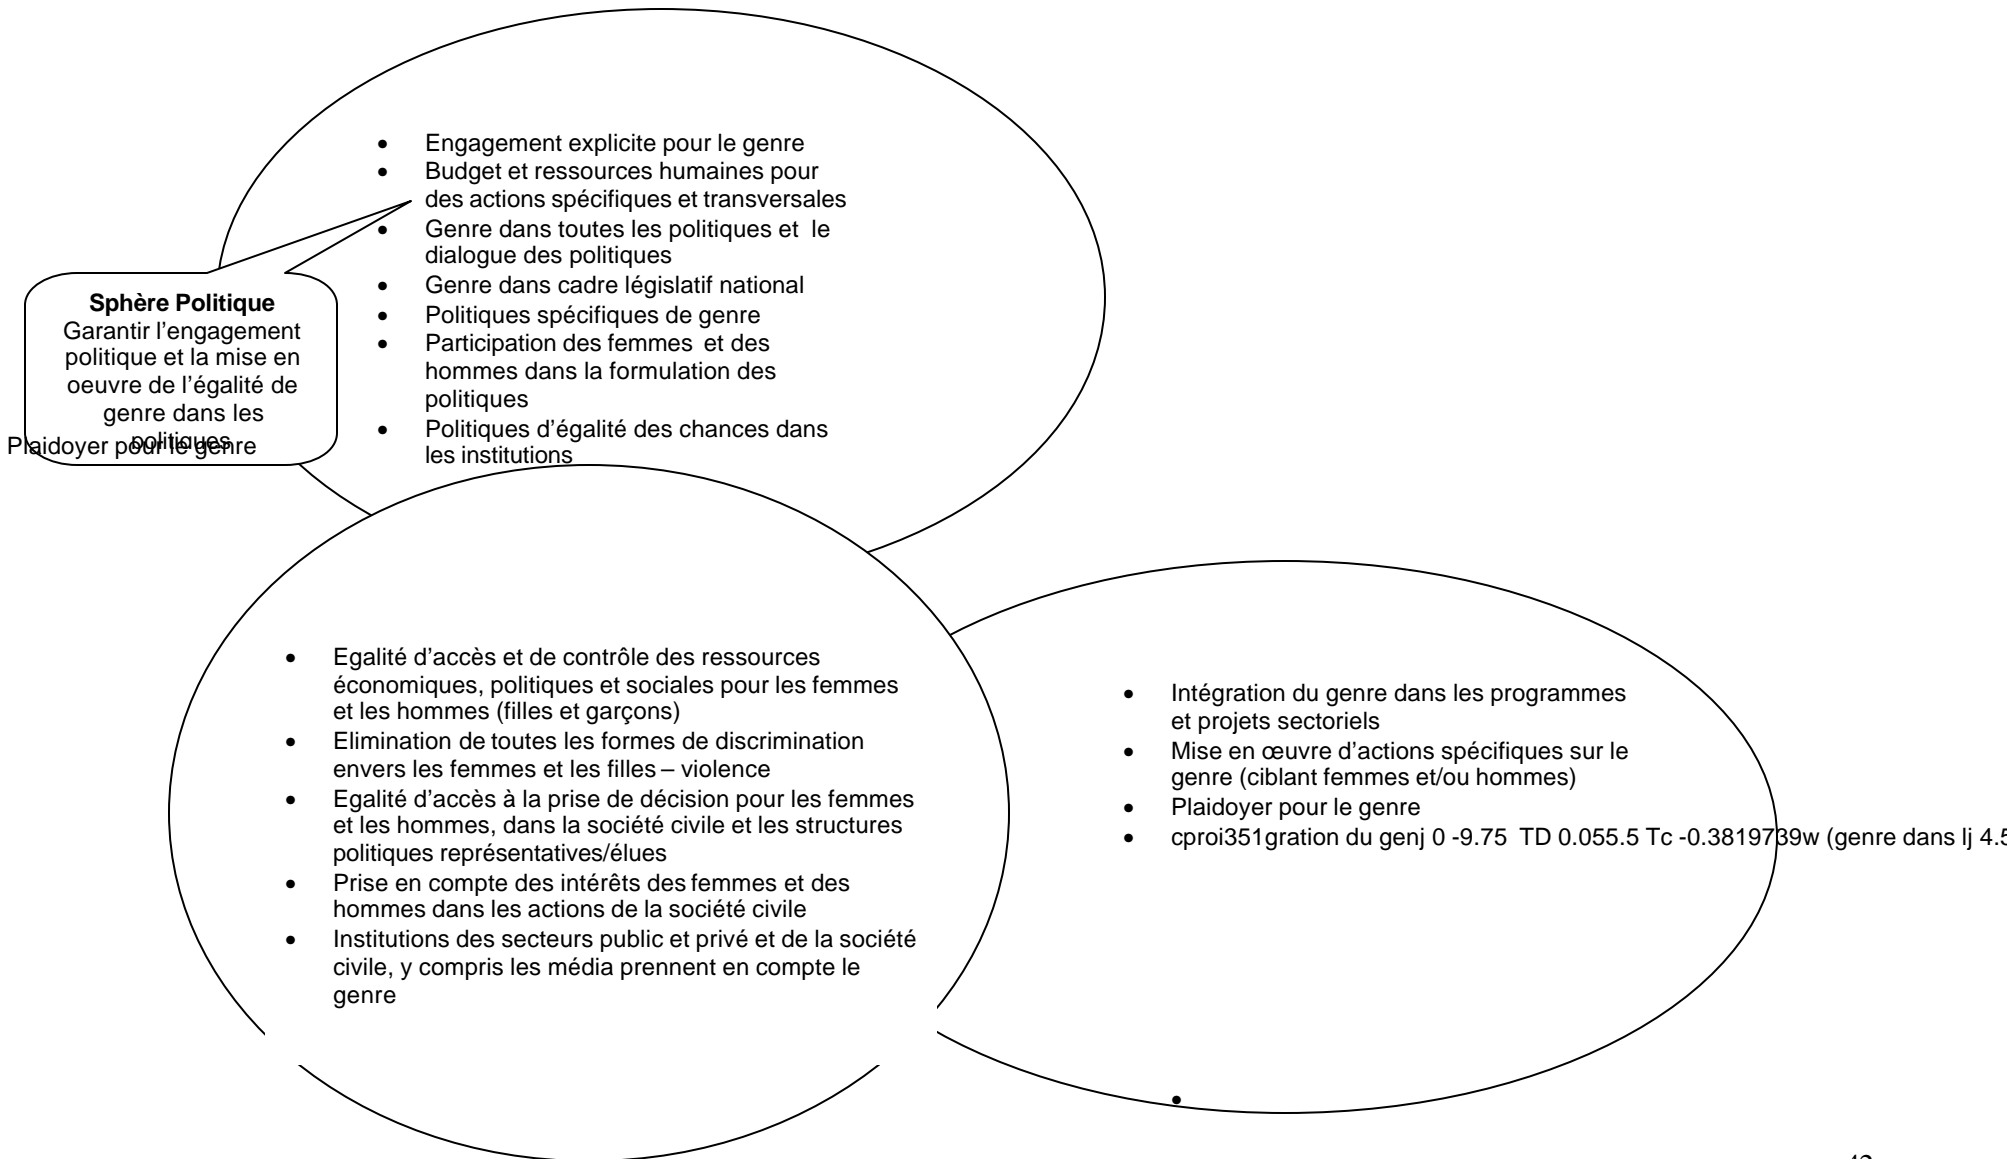 • Engagement explicite pour le genre
• Budget et ressources humaines pour
des actions spécifiques et transversales
• Genre dans toutes les politiques et le
dialogue des politiques
• Genre dans cadre législatif national
• Politiques spécifiques de genre
• Participation des femmes et des
hommes dans la formulation des
politiques
• Politiques d’égalité des chances dans
les institutions
Sphère Politique
Garantir l’engagement
politique et la mise en
oeuvre de l’égalité de
genre dans les
politiques
Plaidoyer pour le genre
• Egalité d’accès et de contrôle des ressources
économiques, politiques et sociales pour les femmes
et les hommes (filles et garçons)
• Elimination de toutes les formes de discrimination
envers les femmes et les filles – violence
• Egalité d’accès à la prise de décision pour les femmes
et les hommes, dans la société civile et les structures
politiques représentatives/élues
• Prise en compte des intérêts des femmes et des
hommes dans les actions de la société civile
• Institutions des secteurs public et privé et de la société
civile, y compris les média prennent en compte le
genre
• Intégration du genre dans les programmes
et projets sectoriels
• Mise en œuvre d’actions spécifiques sur le
genre (ciblant femmes et/ou hommes)
• Plaidoyer pour le genre
• cproi351gration du genj 0 -9.75 TD 0.055.5 Tc -0.3819739w (genre dans lj 4.5
•